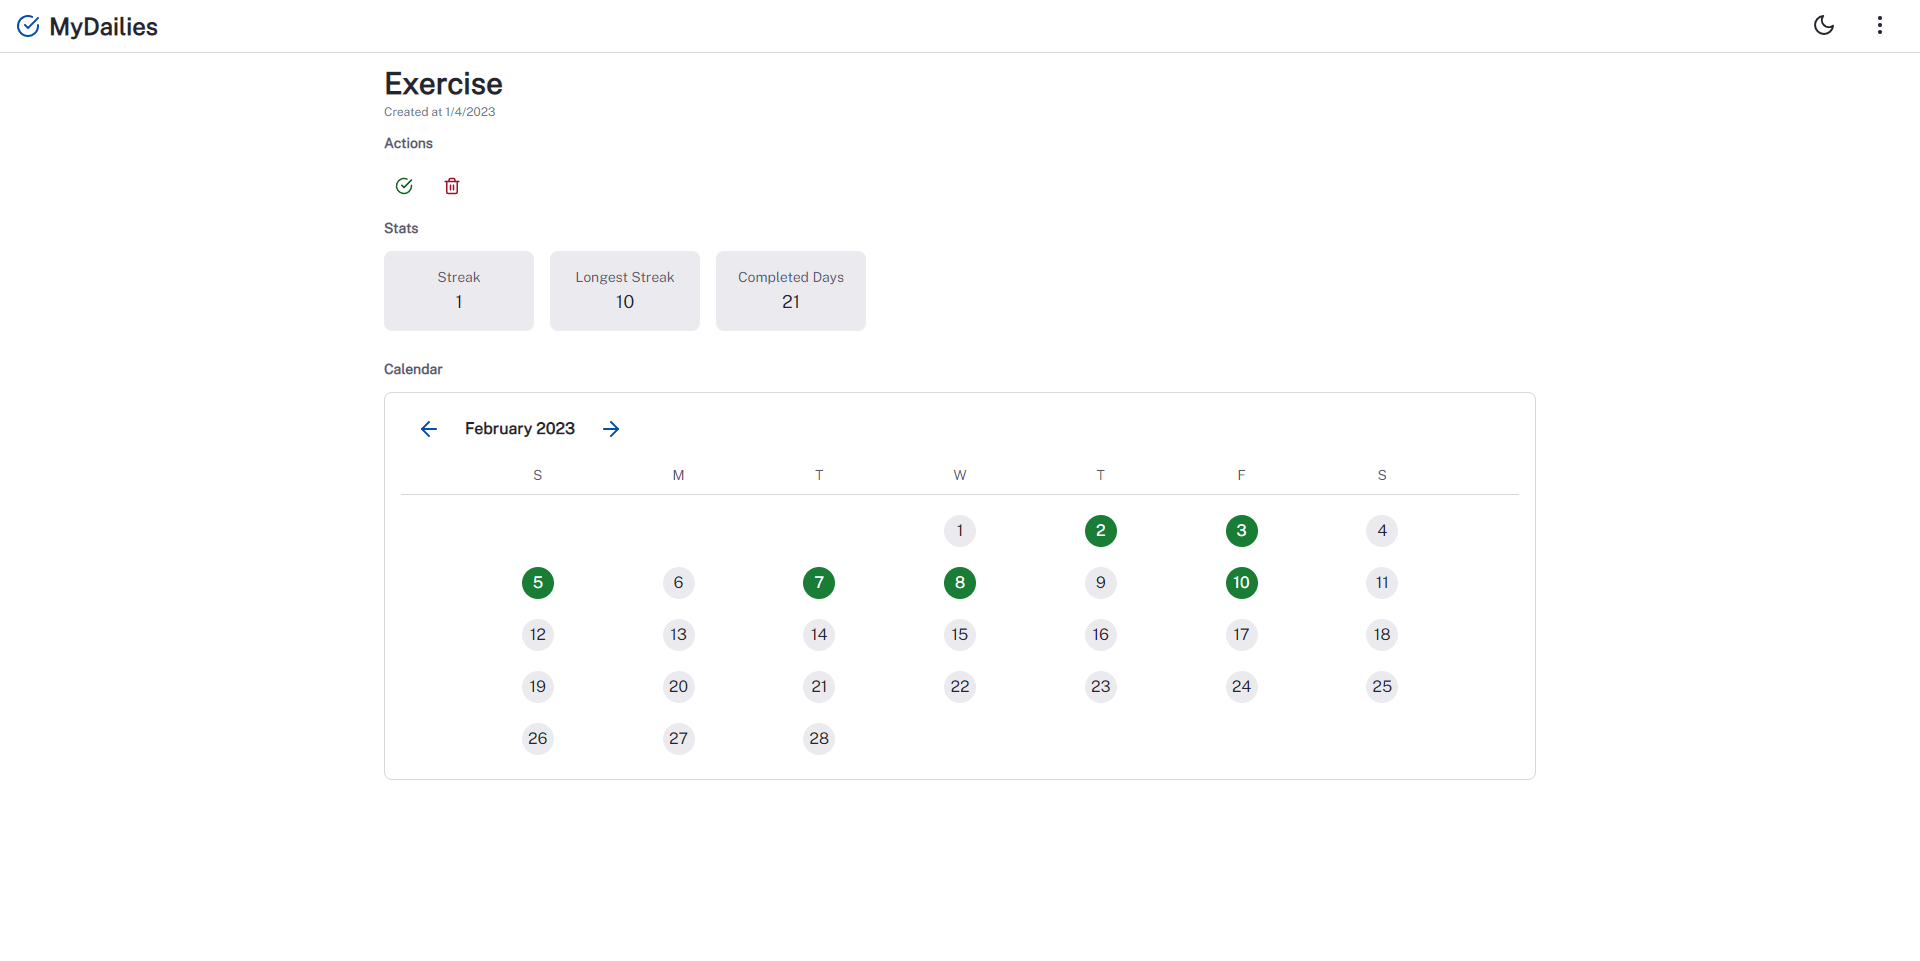 MyDailies
Exercise
Created at 1/4/2023
Actions
Stats
Streak
1
Longest Streak
10
Completed Days
21
Calendar
February 2023
S M T W T F S
1 2 3 4
5 6 7 8 9 10 11
12 13 14 15 16 17 18
19 20 21 22 23 24 25
26 27 28